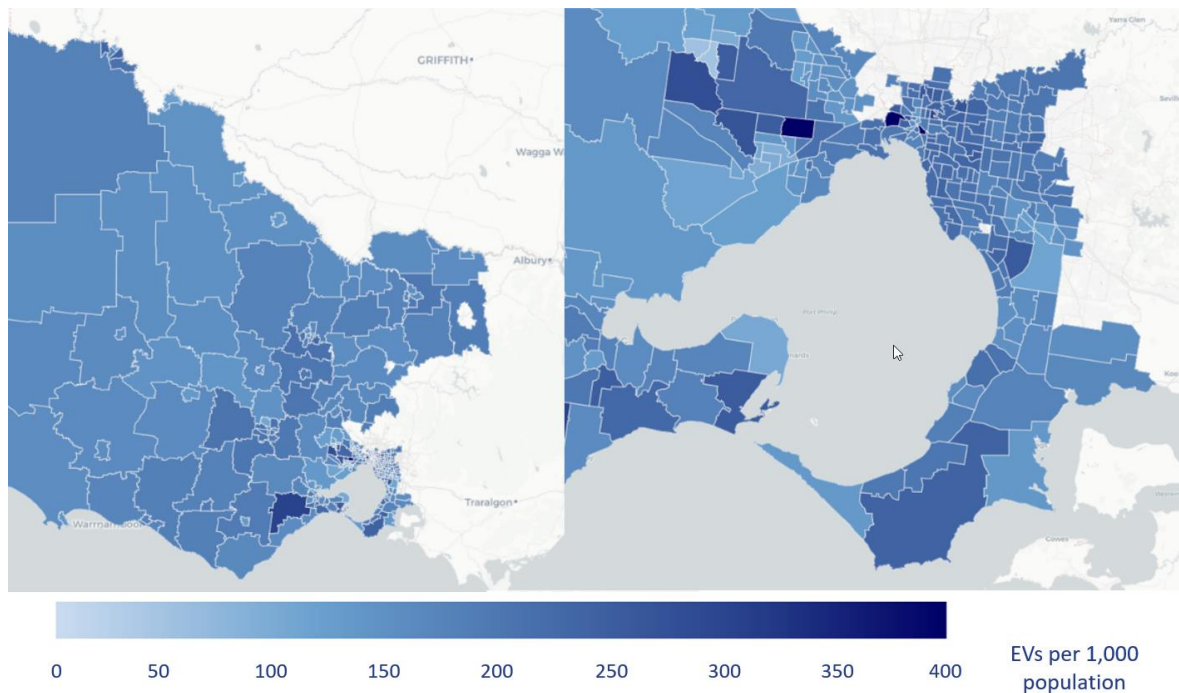 GRIFFITH
Wagga W
Albury
Traralgon
Yarra Glen
Cowes
0 50 100 150 200 250 300 350 400
EVs per 1,000
population